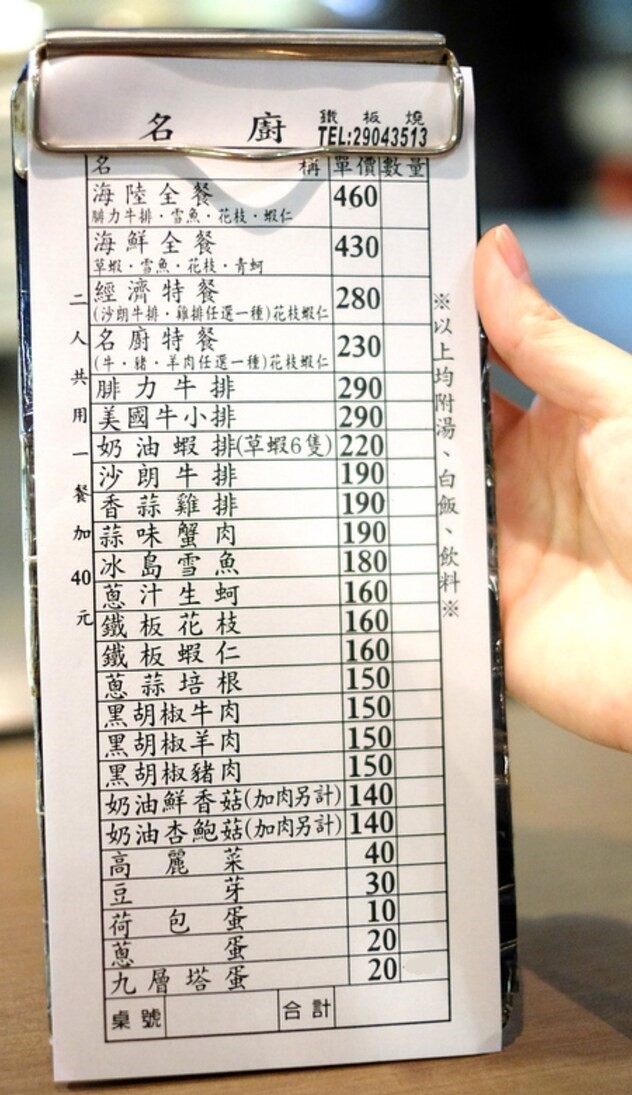 名廚 鐵板燒
TEL:29043513
名稱 單價 數量
海陸全餐 460
腓力牛排·雪魚·花枝·蝦仁
海鮮全餐 430
草蝦·雪魚·花枝·青蚵
經濟特餐 280
(沙朗牛排·雞排任選一種)花枝蝦仁
名廚特餐 230
(牛·豬·羊肉任選一種)花枝蝦仁
腓力牛排 290
美國牛小排 290
奶油蝦排(草蝦6隻) 220
沙朗牛排 190
香蒜雞排 190
蒜味蟹肉 190
冰島雪魚 180
蔥汁生蚵 160
鐵板花枝 160
鐵板蝦仁 160
蔥蒜培根 150
黑胡椒牛肉 150
黑胡椒羊肉 150
黑胡椒豬肉 150
奶油鮮香菇(加肉另計) 140
奶油杏鮑菇(加肉另計) 140
高麗菜 40
豆芽 30
荷包蛋 10
蔥蛋 20
九層塔蛋 20
桌號 合計
二人共用一餐加40元
※以上均附湯、白飯、飲料※